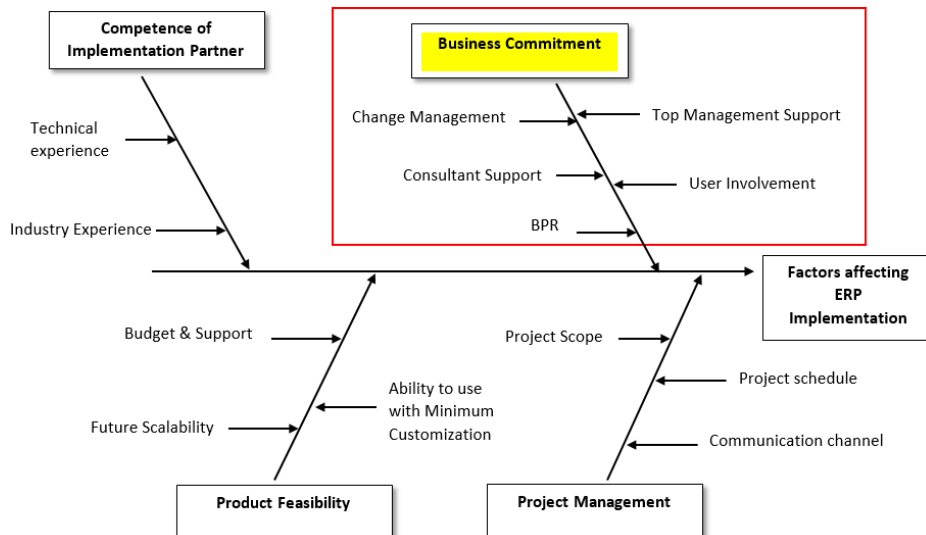 Competence of
Implementation Partner
Business Commitment
Technical
experience
Industry Experience
Change Management
Top Management Support
Consultant Support
User Involvement
BPR
Factors affecting
ERP
Implementation
Budget & Support
Ability to use
with Minimum
Customization
Future Scalability
Project Scope
Project schedule
Communication channel
Product Feasibility
Project Management